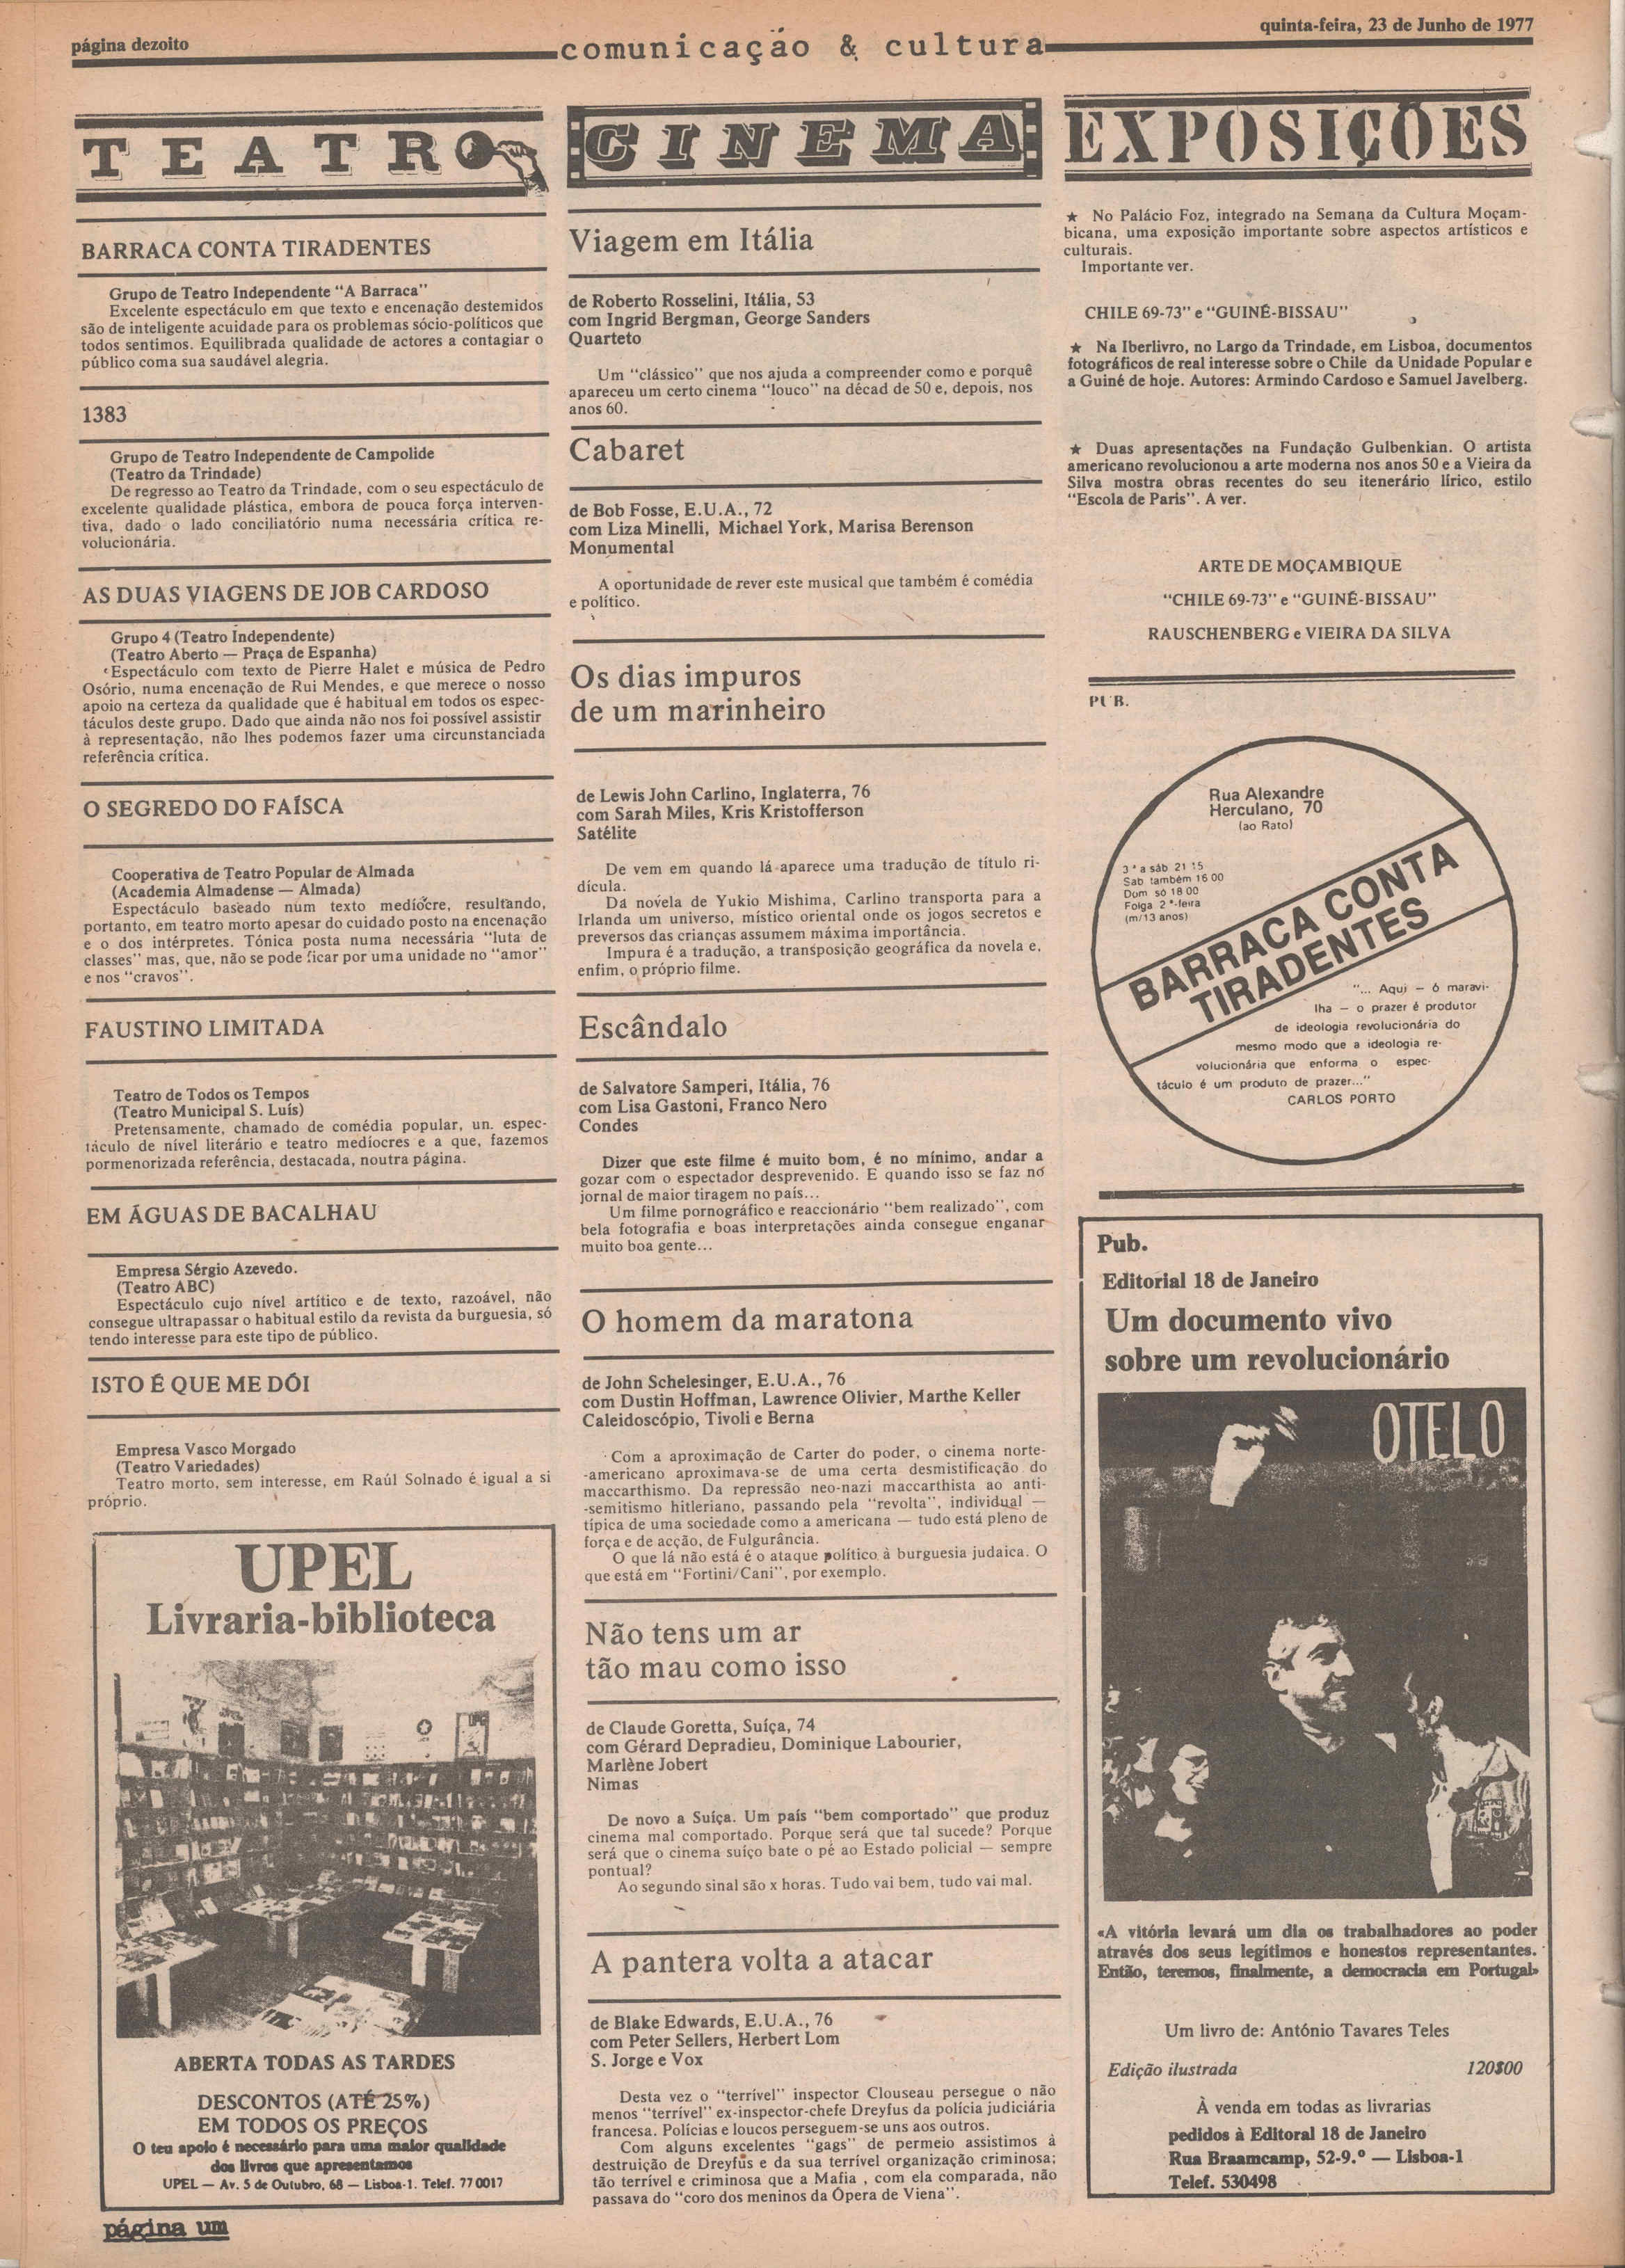 página dezoito
comunicação & cultura
quinta-feira, 23 de Junho de 1977
TEATRO
BARRACA CONTA TIRADENTES
Grupo de Teatro Independente "A Barraca"
Excelente espectáculo em que texto e encenação destemidos
são de inteligente acuidade para os problemas sócio-políticos que
todos sentimos. Equilibrada qualidade de actores a contagiar o
público coma sua saudável alegria.
1383
Grupo de Teatro Independente de Campolide
(Teatro da Trindade)
De regresso ao Teatro da Trindade, com o seu espectáculo de
excelente qualidade plástica, embora de pouca força interven-
tiva, dado o lado conciliatório numa necessária crítica re-
volucionária.
AS DUAS VIAGENS DE JOB CARDOSO
Grupo 4 (Teatro Independente)
(Teatro Aberto — Praça de Espanha)
Espectáculo com texto de Pierre Halet e música de Pedro
Osório, numa encenação de Rui Mendes, e que merece o nosso
apoio na certeza da qualidade que é habitual em todos os espec-
táculos deste grupo. Dado que ainda não nos foi possível assistir
à representação, não lhes podemos fazer uma circunstanciada
referência crítica.
O SEGREDO DO FAÍSCA
Cooperativa de Teatro Popular de Almada
(Academia Almadense — Almada)
Espectáculo baseado num texto medíocre, resultando,
portanto, em teatro morto apesar do cuidado posto na encenação
e o dos intérpretes. Tónica posta numa necessária "luta de
classes" mas, que, não se pode ficar por uma unidade no "amor"
e nos "cravos".
FAUSTINO LIMITADA
Teatro de Todos os Tempos
(Teatro Municipal S. Luís)
Pretensamente, chamado de comédia popular, un. espec-
táculo de nível literário e teatro medíocres e a que, fazemos
pormenorizada referência, destacada, noutra página.
EM ÁGUAS DE BACALHAU
Empresa Sérgio Azevedo.
(Teatro ABC)
Espectáculo cujo nível artítico e de texto, razoável, não
consegue ultrapassar o habitual estilo da revista da burguesia, só
tendo interesse para este tipo de público.
ISTO É QUE ME DÓI
Empresa Vasco Morgado
(Teatro Variedades)
Teatro morto, sem interesse, em Raúl Solnado é igual a si
próprio.
UPEL
Livraria-biblioteca
ABERTA TODAS AS TARDES
DESCONTOS (ATÉ 25%)
EM TODOS OS PREÇOS
O teu apoio é necessário para uma maior qualidade
dos livros que apresentamos
UPEL — Av. 5 de Outubro, 68 — Lisboa-1. Telef. 77 0017
página um
CINEMA
Viagem em Itália
de Roberto Rosselini, Itália, 53
com Ingrid Bergman, George Sanders
Quarteto
Um "clássico" que nos ajuda a compreender como e porquê
apareceu um certo cinema "louco" na décad de 50 e, depois, nos
anos 60.
Cabaret
de Bob Fosse, E.U.A., 72
com Liza Minelli, Michael York, Marisa Berenson
Monumental
A oportunidade de rever este musical que também é comédia
e político.
Os dias impuros
de um marinheiro
de Lewis John Carlino, Inglaterra, 76
com Sarah Miles, Kris Kristofferson
Satélite
De vem em quando lá aparece uma tradução de título ri-
dícula.
Da novela de Yukio Mishima, Carlino transporta para a
Irlanda um universo, místico oriental onde os jogos secretos e
preversos das crianças assumem máxima importância.
Impura é a tradução, a transposição geográfica da novela e,
enfim, o próprio filme.
Escândalo
de Salvatore Samperi, Itália, 76
com Lisa Gastoni, Franco Nero
Condes
Dizer que este filme é muito bom, é no mínimo, andar a
gozar com o espectador desprevenido. E quando isso se faz no
jornal de maior tiragem no país...
Um filme pornográfico e reaccionário "bem realizado", com
bela fotografia e boas interpretações ainda consegue enganar
muito boa gente...
O homem da maratona
de John Schelesinger, E.U.A., 76
com Dustin Hoffman, Lawrence Olivier, Marthe Keller
Caleidoscópio, Tivoli e Berna
Com a aproximação de Carter do poder, o cinema norte-
-americano aproximava-se de uma certa desmistificação do
maccarthismo. Da repressão neo-nazi maccarthista ao anti-
-semitismo hitleriano, passando pela "revolta", individual —
típica de uma sociedade como a americana — tudo está pleno de
força e de acção, de Fulgurância.
O que lá não está é o ataque político à burguesia judaica. O
que está em "Fortini/Cani", por exemplo.
Não tens um ar
tão mau como isso
de Claude Goretta, Suíça, 74
com Gérard Depradieu, Dominique Labourier,
Marlène Jobert
Nimas
De novo a Suíça. Um país "bem comportado" que produz
cinema mal comportado. Porque será que tal sucede? Porque
será que o cinema suíço bate o pé ao Estado policial — sempre
pontual?
Ao segundo sinal são x horas. Tudo vai bem, tudo vai mal.
A pantera volta a atacar
de Blake Edwards, E.U.A., 76
com Peter Sellers, Herbert Lom
S. Jorge e Vox
Desta vez o "terrível" inspector Clouseau persegue o não
menos "terrível" ex-inspector-chefe Dreyfus da polícia judiciária
francesa. Polícias e loucos perseguem-se uns aos outros.
Com alguns excelentes "gags" de permeio assistimos à
destruição de Dreyfus e da sua terrível organização criminosa;
tão terrível e criminosa que a Mafia , com ela comparada, não
passava do "coro dos meninos da Ópera de Viena".
EXPOSIÇÕES
★ No Palácio Foz, integrado na Semana da Cultura Moçam-
bicana, uma exposição importante sobre aspectos artísticos e
culturais.
Importante ver.
CHILE 69-73" e "GUINÉ-BISSAU"
★ Na Iberlivro, no Largo da Trindade, em Lisboa, documentos
fotográficos de real interesse sobre o Chile da Unidade Popular e
a Guiné de hoje. Autores: Armindo Cardoso e Samuel Javelberg.
★ Duas apresentações na Fundação Gulbenkian. O artista
americano revolucionou a arte moderna nos anos 50 e a Vieira da
Silva mostra obras recentes do seu itenerário lírico, estilo
"Escola de Paris". A ver.
ARTE DE MOÇAMBIQUE
"CHILE 69-73" e "GUINÉ-BISSAU"
RAUSCHENBERG e VIEIRA DA SILVA
PUB.
Rua Alexandre
Herculano, 70
(ao Rato)
3ª a sáb 21 15
Sab também 16 00
Dom só 18 00
Folga 2ª-feira
(m/13 anos)
BARRACA CONTA
TIRADENTES
"... Aqui — ó maravi-
lha — o prazer é produtor
de ideologia revolucionária do
mesmo modo que a ideologia re-
volucionária que enforma o espec-
táculo é um produto de prazer..."
CARLOS PORTO
Pub.
Editorial 18 de Janeiro
Um documento vivo
sobre um revolucionário
OTELO
«A vitória levará um dia os trabalhadores ao poder
através dos seus legítimos e honestos representantes.
Então, teremos, finalmente, a democracia em Portugal»
Um livro de: António Tavares Teles
Edição ilustrada 120$00
À venda em todas as livrarias
pedidos à Editoral 18 de Janeiro
Rua Braamcamp, 52-9.º — Lisboa-1
Telef. 530498